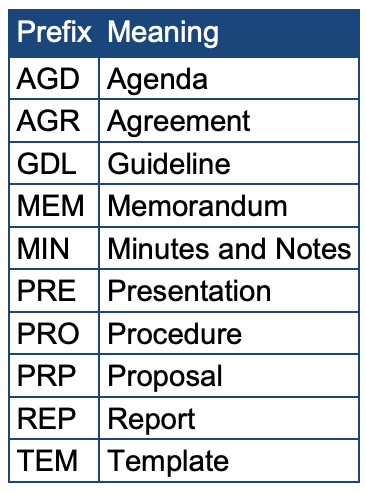 Prefix Meaning
AGD Agenda
AGR Agreement
GDL Guideline
MEM Memorandum
MIN Minutes and Notes
PRE Presentation
PRO Procedure
PRP Proposal
REP Report
TEM Template